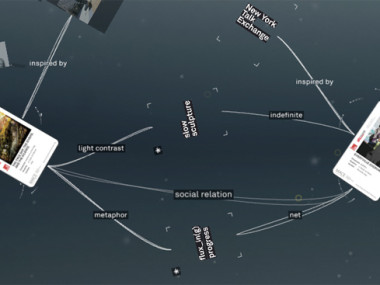 New York
Talk
Exchange
inspired by
inspired by
slow
sculpture
indefinite
light contrast
social relation
metaphor
net
flux_in(g)
progress